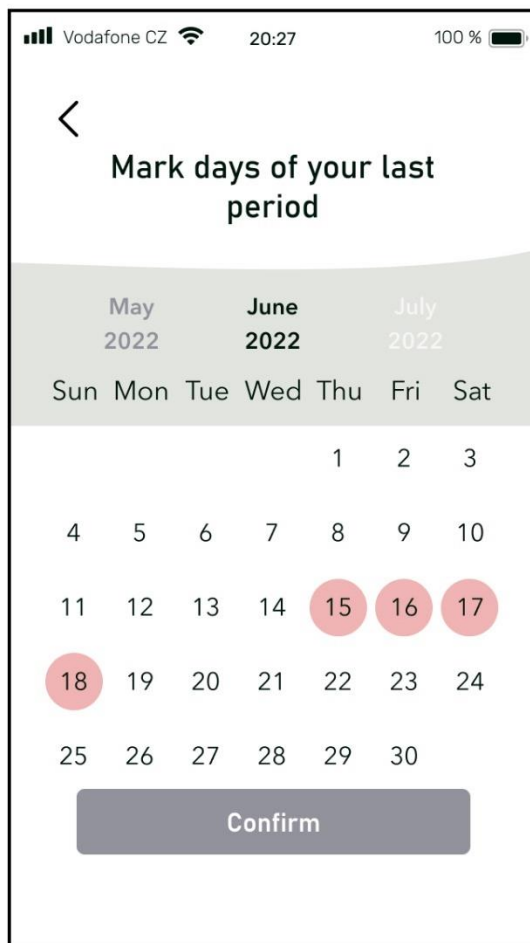 Vodafone CZ 20:27 100 %
Mark days of your last
period
May June July
2022 2022 2022
Sun Mon Tue Wed Thu Fri Sat
1 2 3
4 5 6 7 8 9 10
11 12 13 14 15 16 17
18 19 20 21 22 23 24
25 26 27 28 29 30
Confirm